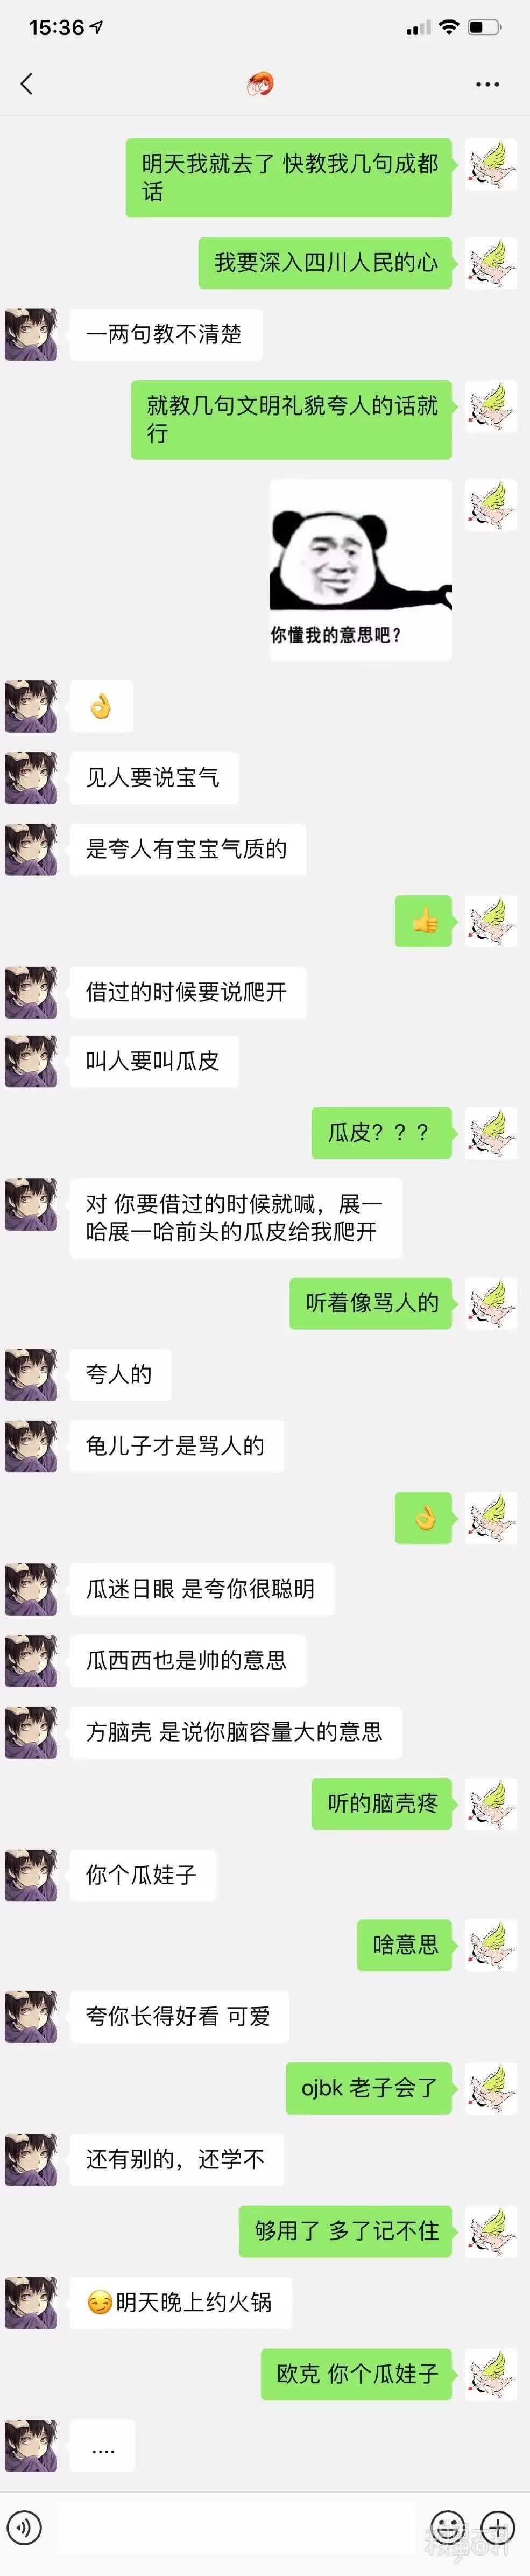 15:36
明天我就去了 快教我几句成都
话
我要深入四川人民的心
一两句教不清楚
就教几句文明礼貌夸人的话就
行
你懂我的意思吧?
👌
见人要说宝气
是夸人有宝宝气质的
👍
借过的时候要说爬开
叫人要叫瓜皮
瓜皮？？？
对 你要借过的时候就喊，展一
哈展一哈前头的瓜皮给我爬开
听着像骂人的
夸人的
龟儿子才是骂人的
👌
瓜迷日眼 是夸你很聪明
瓜西西也是帅的意思
方脑壳 是说你脑容量大的意思
听的脑壳疼
你个瓜娃子
啥意思
夸你长得好看 可爱
ojbk 老子会了
还有别的，还学不
够用了 多了记不住
😏明天晚上约火锅
欧克 你个瓜娃子
....